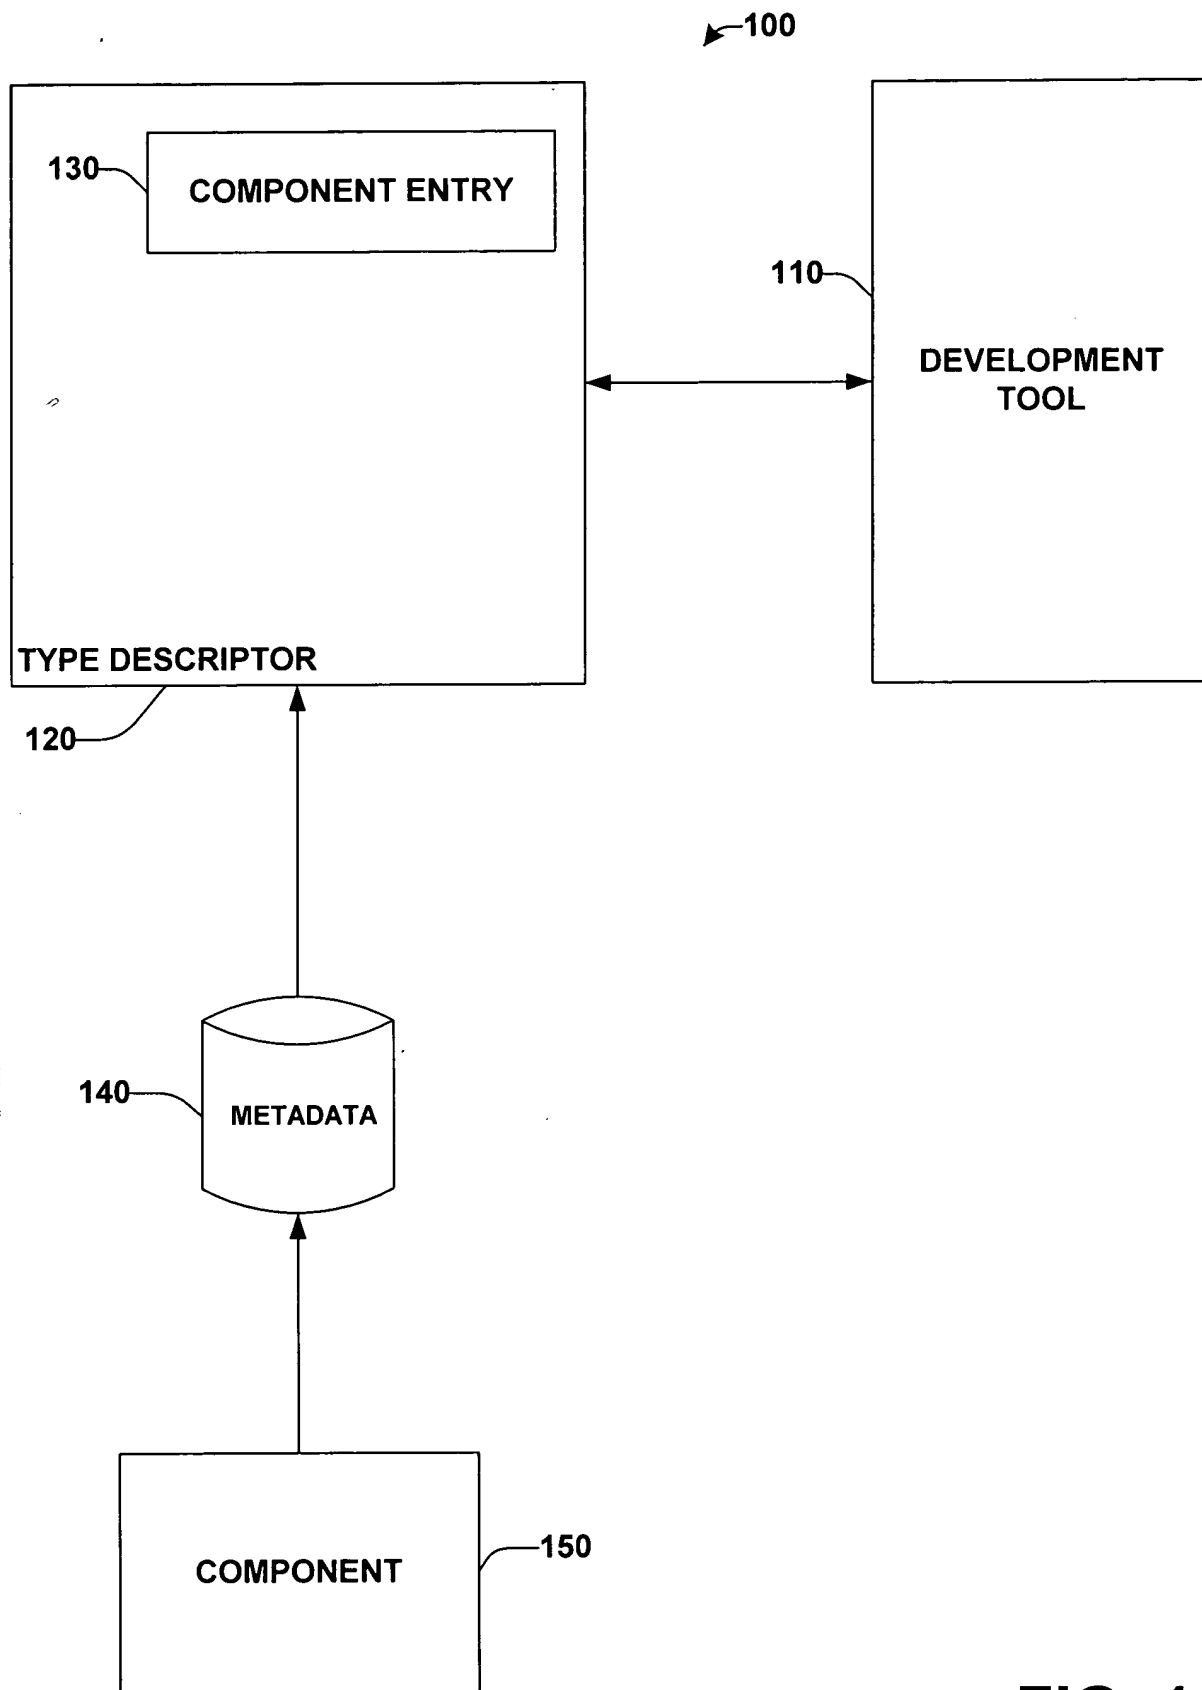 100
130
COMPONENT ENTRY
110
DEVELOPMENT
TOOL
TYPE DESCRIPTOR
120
140
METADATA
150
COMPONENT